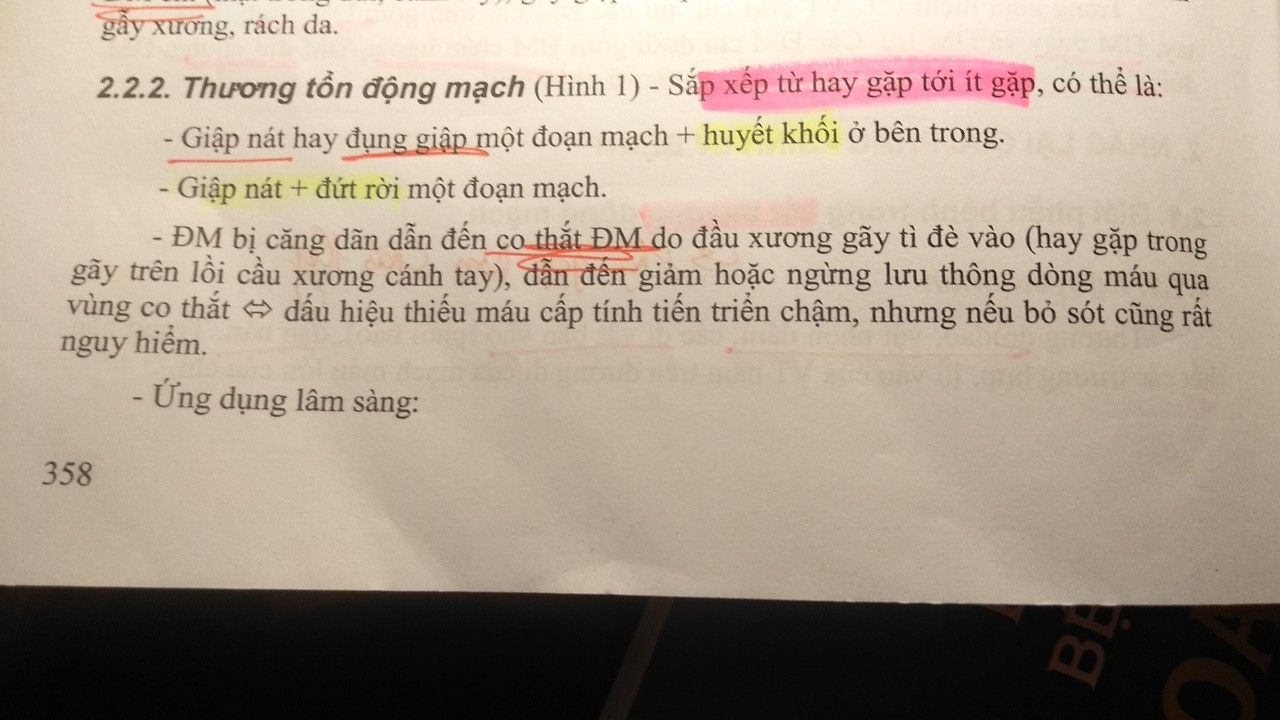 gẫy xương, rách da.
2.2.2. Thương tổn động mạch (Hình 1) - Sắp xếp từ hay gặp tới ít gặp, có thể là:
- Giập nát hay đụng giập một đoạn mạch + huyết khối ở bên trong.
- Giập nát + đứt rời một đoạn mạch.
- ĐM bị căng dãn dẫn đến co thắt ĐM do đầu xương gãy tì đè vào (hay gặp trong
gãy trên lồi cầu xương cánh tay), dẫn đến giảm hoặc ngừng lưu thông dòng máu qua
vùng co thắt ⇔ dấu hiệu thiếu máu cấp tính tiến triển chậm, nhưng nếu bỏ sót cũng rất
nguy hiểm.
- Ứng dụng lâm sàng:
358